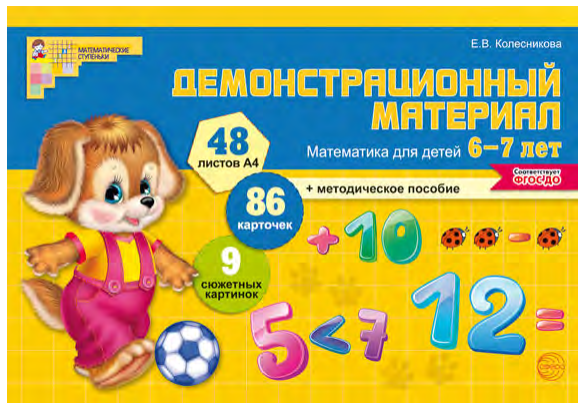 Е.В. Колесникова
МАТЕМАТИЧЕСКИЕ
СТУПЕНЬКИ
ДЕМОНСТРАЦИОННЫЙ
МАТЕРИАЛ
Математика для детей 6–7 лет
Соответствует
ФГОС ДО
48
листов А4
+ методическое пособие
86
карточек
9
сюжетных
картинок
+ 10
-
5 < 7
12 =
СФЕРА